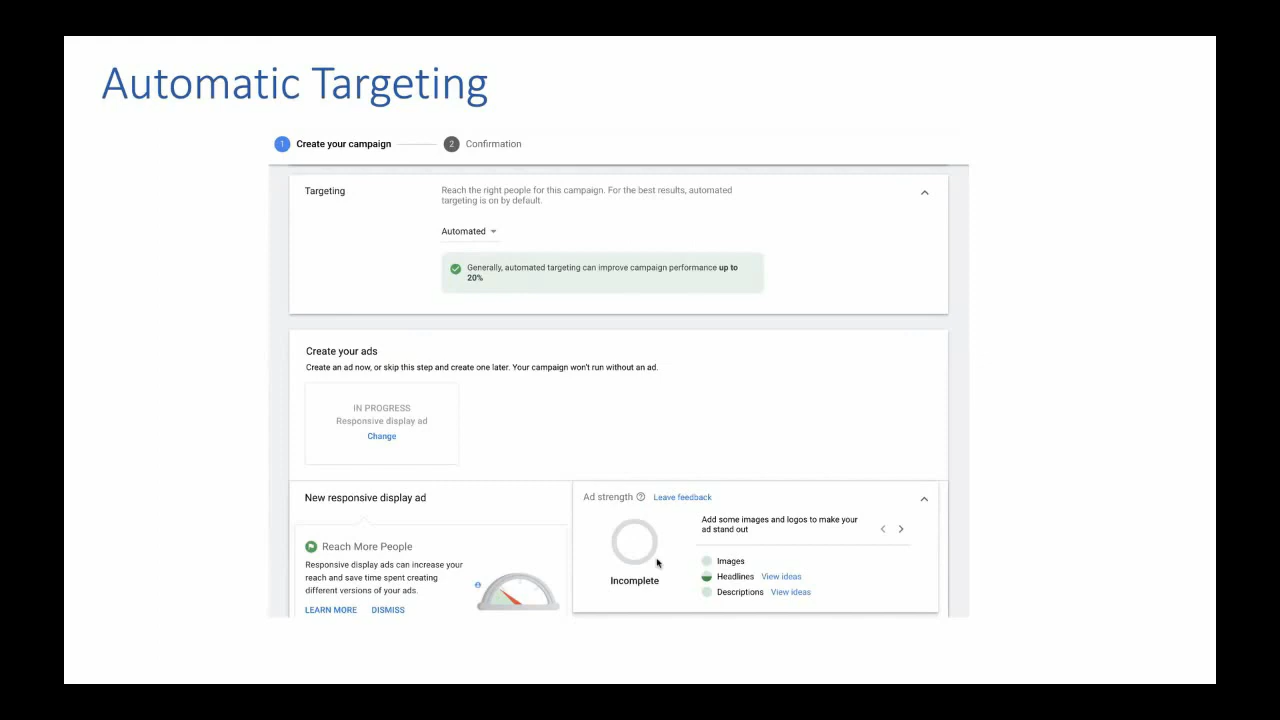 Automatic Targeting
1 Create your campaign 2 Confirmation
Targeting
Reach the right people for this campaign. For the best results, automated
targeting is on by default.
Automated
Generally, automated targeting can improve campaign performance up to
20%
Create your ads
Create an ad now, or skip this step and create one later. Your campaign won't run without an ad.
IN PROGRESS
Responsive display ad
Change
New responsive display ad
Reach More People
Responsive display ads can increase your
reach and save time spent creating
different versions of your ads.
LEARN MORE DISMISS
Ad strength ? Leave feedback
Incomplete
Add some images and logos to make your
ad stand out
Images
Headlines View ideas
Descriptions View ideas